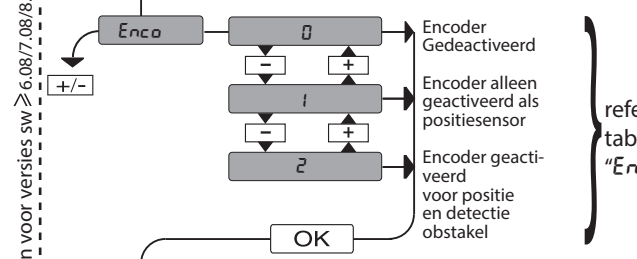 n voor versies sw ≥ 6.08/7.08/8.
Enco
+/-
0
Encoder
Gedeactiveerd
- +
1
Encoder alleen
geactiveerd als
positiesensor
- +
2
Encoder geacti-
veerd
voor positie
en detectie
obstakel
OK
refe
tab
"En